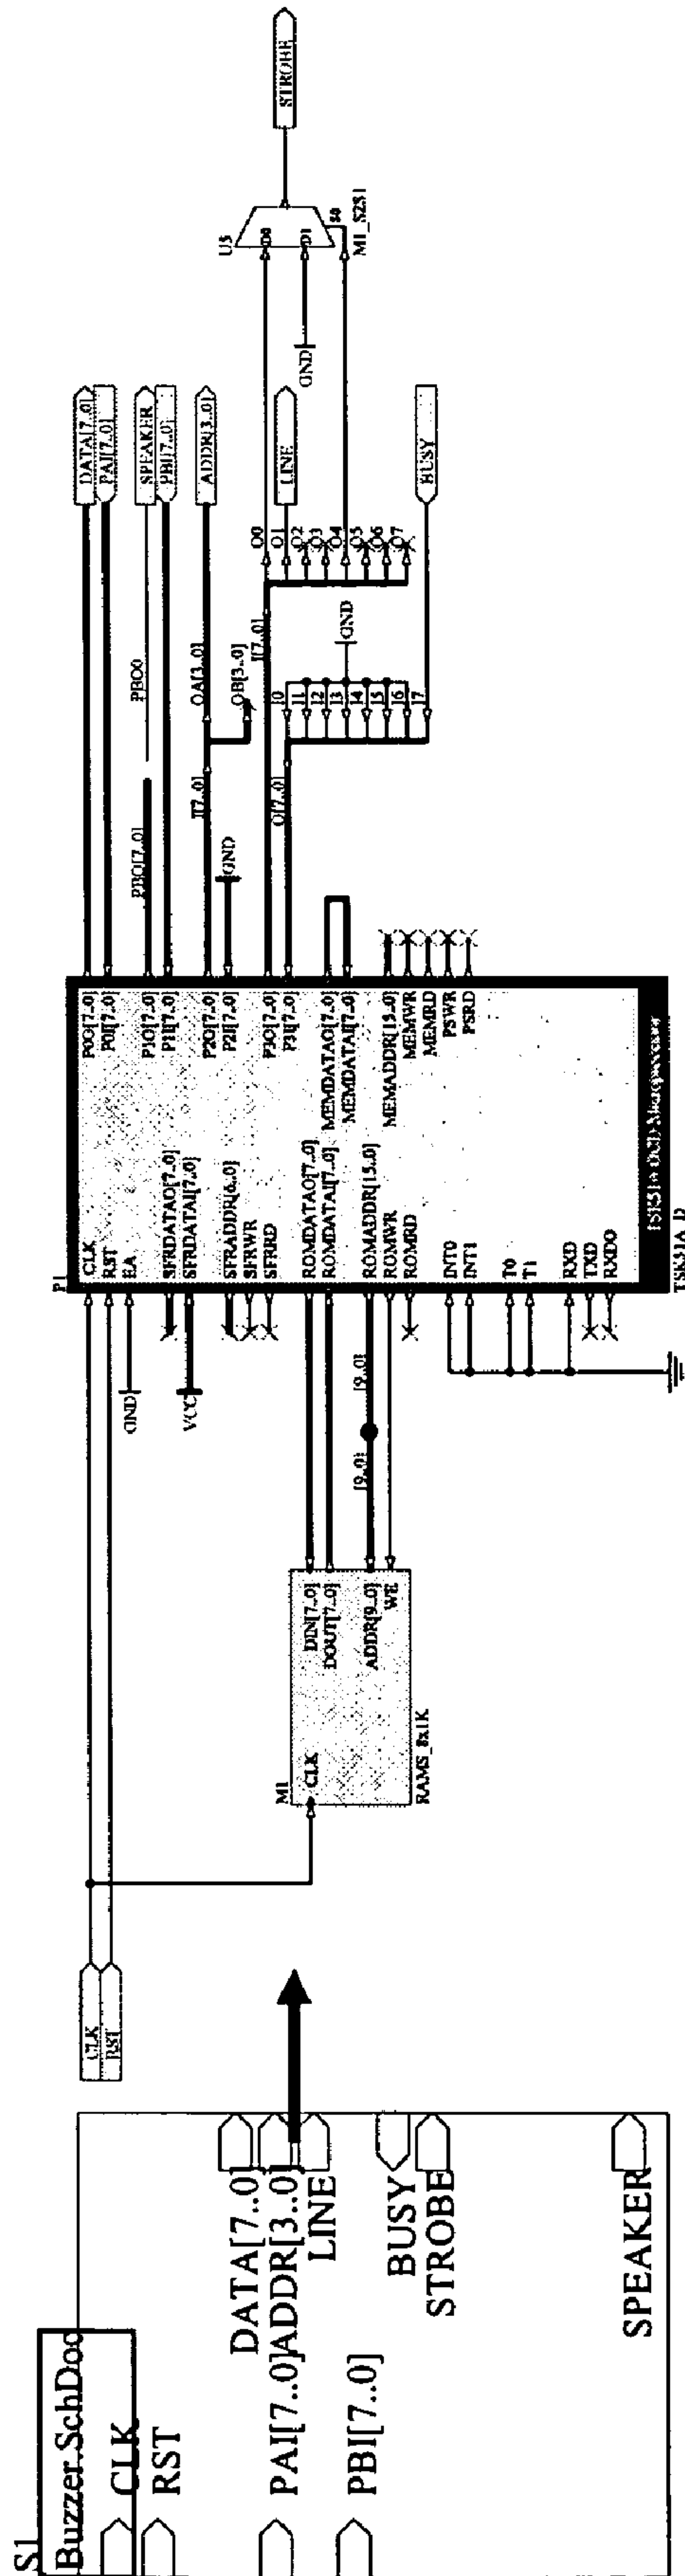 S1
Buzzer.SchDoc
CLK
RST
PAI[7..0]
PBI[7..0]
DATA[7..0]
ADDR[3..0]
LINE
BUSY
STROBE
SPEAKER
CLK
RST
M1
CLK
DIN[7..0]
DOUT[7..0]
ADDR[9..0]
WE
RAMS_8x1K
GND
VCC
[9..0]
[9..0]
P1
CLK
RST
EA
SFRDATAO[7..0]
SFRDATAI[7..0]
SFRADDR[6..0]
SFRWR
SFRRD
ROMDATAO[7..0]
ROMDATAI[7..0]
ROMADDR[15..0]
ROMWR
ROMRD
INT0
INT1
T0
T1
RXD
TXD
RXDO
P0O[7..0]
P0I[7..0]
P1O[7..0]
P1I[7..0]
P2O[7..0]
P2I[7..0]
P3O[7..0]
P3I[7..0]
MEMDATAO[7..0]
MEMDATAI[7..0]
MEMADDR[15..0]
MEMWR
MEMRD
PSWR
PSRD
TSK51A_D
PBO[7..0]
PBO0
I[7..0]
OA[3..0]
OB[3..0]
GND
I[7..0]
O[7..0]
I0
I1
I2
I3
I4
I5
I6
I7
GND
O0
O1
O2
O3
O4
O5
O6
O7
DATA[7..0]
PAI[7..0]
SPEAKER
PBI[7..0]
ADDR[3..0]
LINE
BUSY
GND
U3
D0
D1
S0
M1_S2S1
STROBE